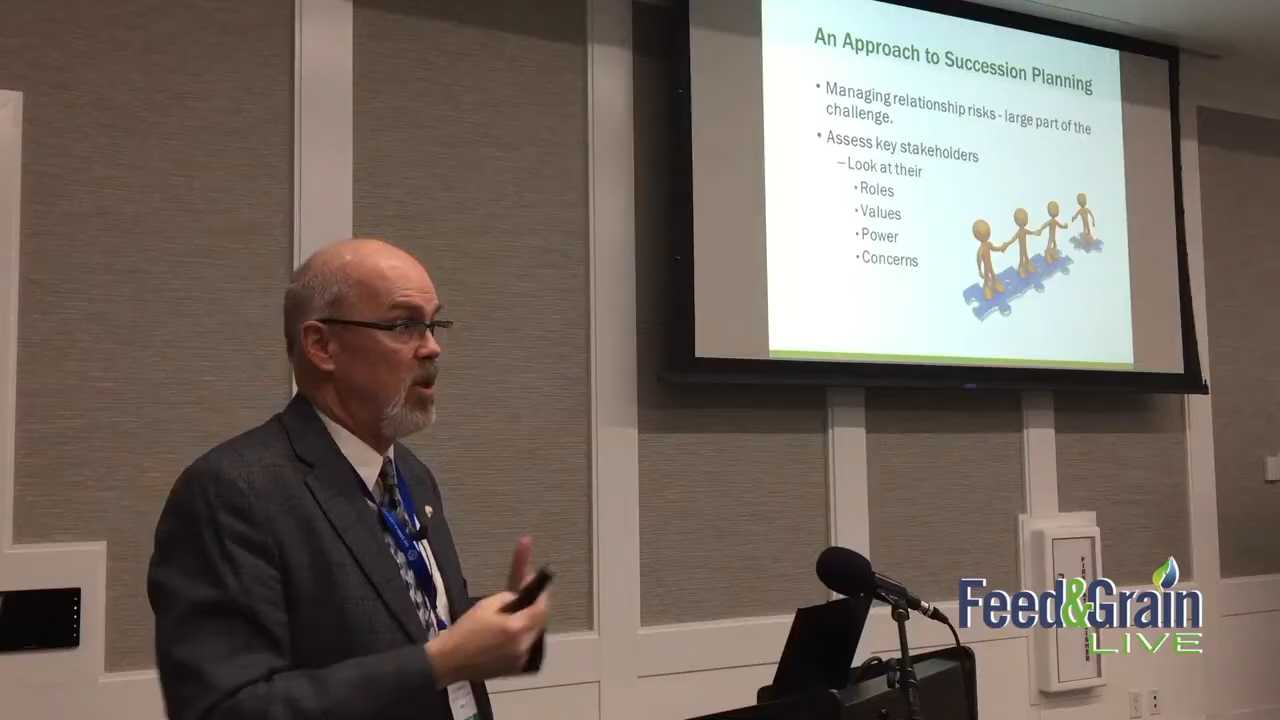 An Approach to Succession Planning
• Managing relationship risks - large part of the
challenge.
• Assess key stakeholders
–Look at their
• Roles
• Values
• Power
• Concerns
Feed&Grain
LIVE